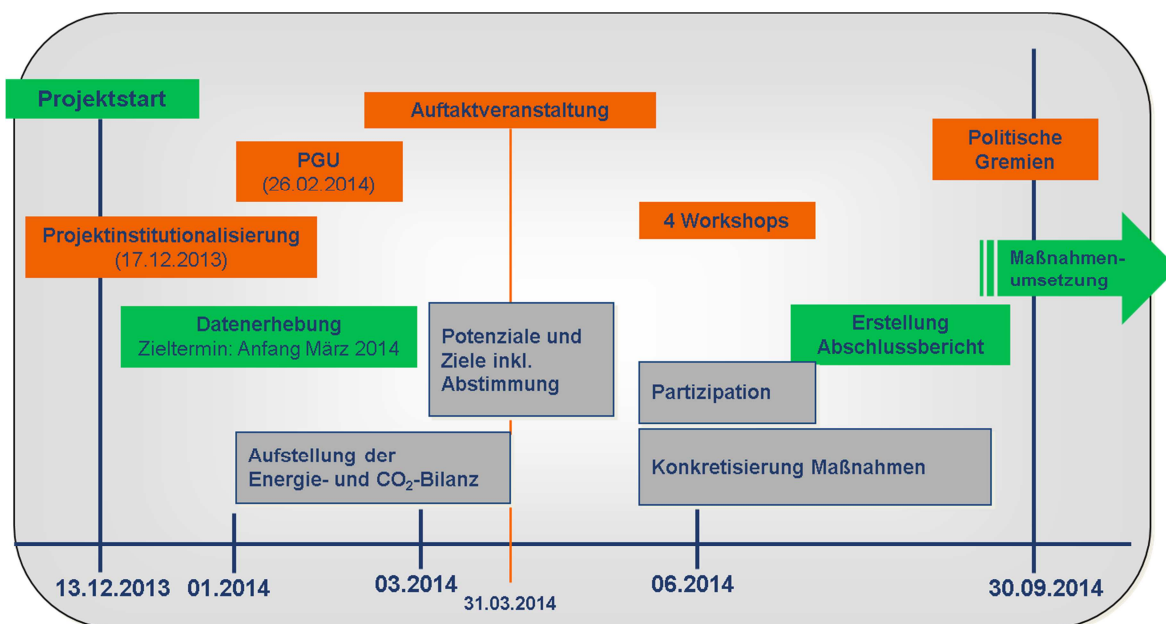 Projektstart
Auftaktveranstaltung
Politische
Gremien
PGU
(26.02.2014)
4 Workshops
Projektinstitutionalisierung
(17.12.2013)
Maßnahmen-
umsetzung
Datenerhebung
Zieltermin: Anfang März 2014
Potenziale und
Ziele inkl.
Abstimmung
Erstellung
Abschlussbericht
Partizipation
Aufstellung der
Energie- und CO₂-Bilanz
Konkretisierung Maßnahmen
13.12.2013
01.2014
03.2014
31.03.2014
06.2014
30.09.2014